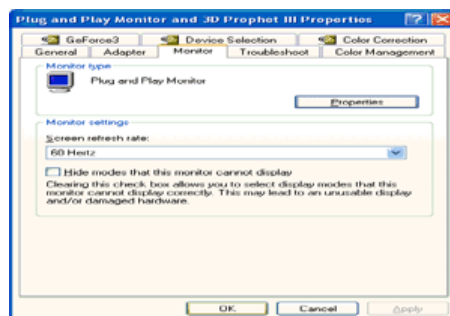 Plug and Play Monitor and 3D Prophet III Properties
GeForce3 Device Selection Color Correction
General Adapter Monitor Troubleshoot Color Management
Monitor type
Plug and Play Monitor
Properties
Monitor settings
Screen refresh rate:
60 Hertz
Hide modes that this monitor cannot display
Clearing this check box allows you to select display modes that this
monitor cannot display correctly. This may lead to an unusable display
and/or damaged hardware.
OK Cancel Apply